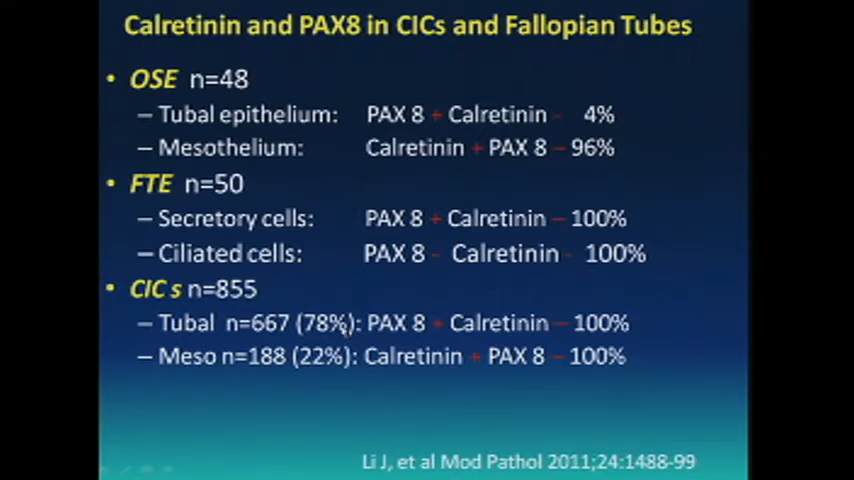 Calretinin and PAX8 in CICs and Fallopian Tubes
• OSE n=48
– Tubal epithelium: PAX 8 + Calretinin - 4%
– Mesothelium: Calretinin + PAX 8 – 96%
• FTE n=50
– Secretory cells: PAX 8 + Calretinin – 100%
– Ciliated cells: PAX 8 - Calretinin - 100%
• CIC s n=855
– Tubal n=667 (78%): PAX 8 + Calretinin – 100%
– Meso n=188 (22%): Calretinin + PAX 8 – 100%
Li J, et al Mod Pathol 2011;24:1488-99